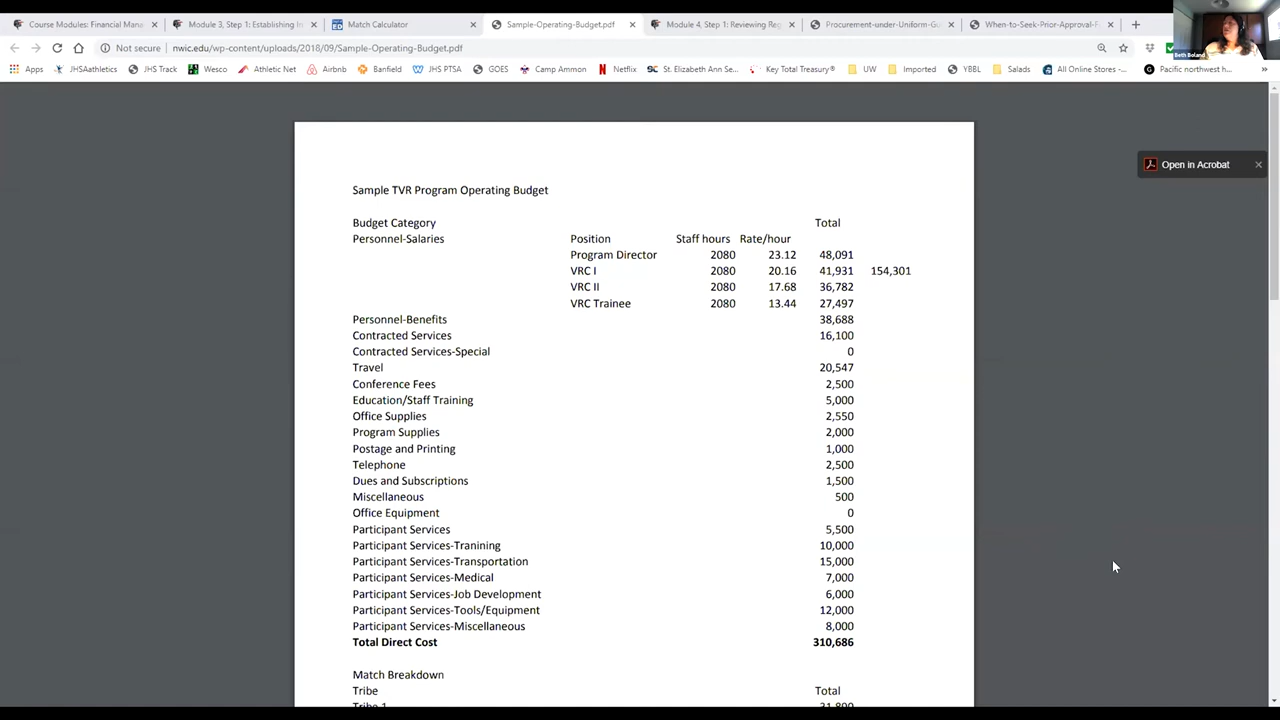 Course Modules: Financial Mana
Module 3, Step 1: Establishing In
ED Match Calculator
Sample-Operating-Budget.pdf
Module 4, Step 1: Reviewing Reg
Procurement-under-Uniform-Gu
When-to-Seek-Prior-Approval-F
Not secure | nwic.edu/wp-content/uploads/2018/09/Sample-Operating-Budget.pdf
Beth Boland
Apps JHSAathletics JHS Track Wesco Athletic Net Airbnb Banfield JHS PTSA GOEs Camp Ammon Netflix St. Elizabeth Ann Se... Key Total Treasury® UW Imported YBBL Salads All Online Stores -... Pacific northwest h... »
Open in Acrobat
Sample TVR Program Operating Budget
Budget Category Total
Personnel-Salaries Position Staff hours Rate/hour
Program Director 2080 23.12 48,091
VRC I 2080 20.16 41,931 154,301
VRC II 2080 17.68 36,782
VRC Trainee 2080 13.44 27,497
Personnel-Benefits 38,688
Contracted Services 16,100
Contracted Services-Special 0
Travel 20,547
Conference Fees 2,500
Education/Staff Training 5,000
Office Supplies 2,550
Program Supplies 2,000
Postage and Printing 1,000
Telephone 2,500
Dues and Subscriptions 1,500
Miscellaneous 500
Office Equipment 0
Participant Services 5,500
Participant Services-Tranining 10,000
Participant Services-Transportation 15,000
Participant Services-Medical 7,000
Participant Services-Job Development 6,000
Participant Services-Tools/Equipment 12,000
Participant Services-Miscellaneous 8,000
Total Direct Cost 310,686
Match Breakdown
Tribe Total
Tribe 1 31,800